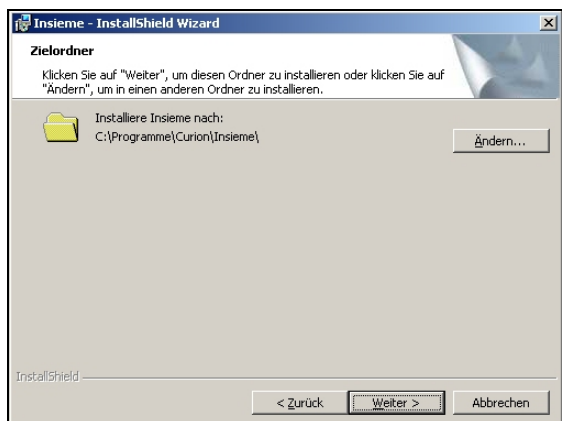 Insieme - InstallShield Wizard
Zielordner
Klicken Sie auf "Weiter", um diesen Ordner zu installieren oder klicken Sie auf
"Ändern", um in einen anderen Ordner zu installieren.
Installiere Insieme nach:
C:\Programme\Curion\Insieme\
Ändern...
InstallShield
< Zurück
Weiter >
Abbrechen